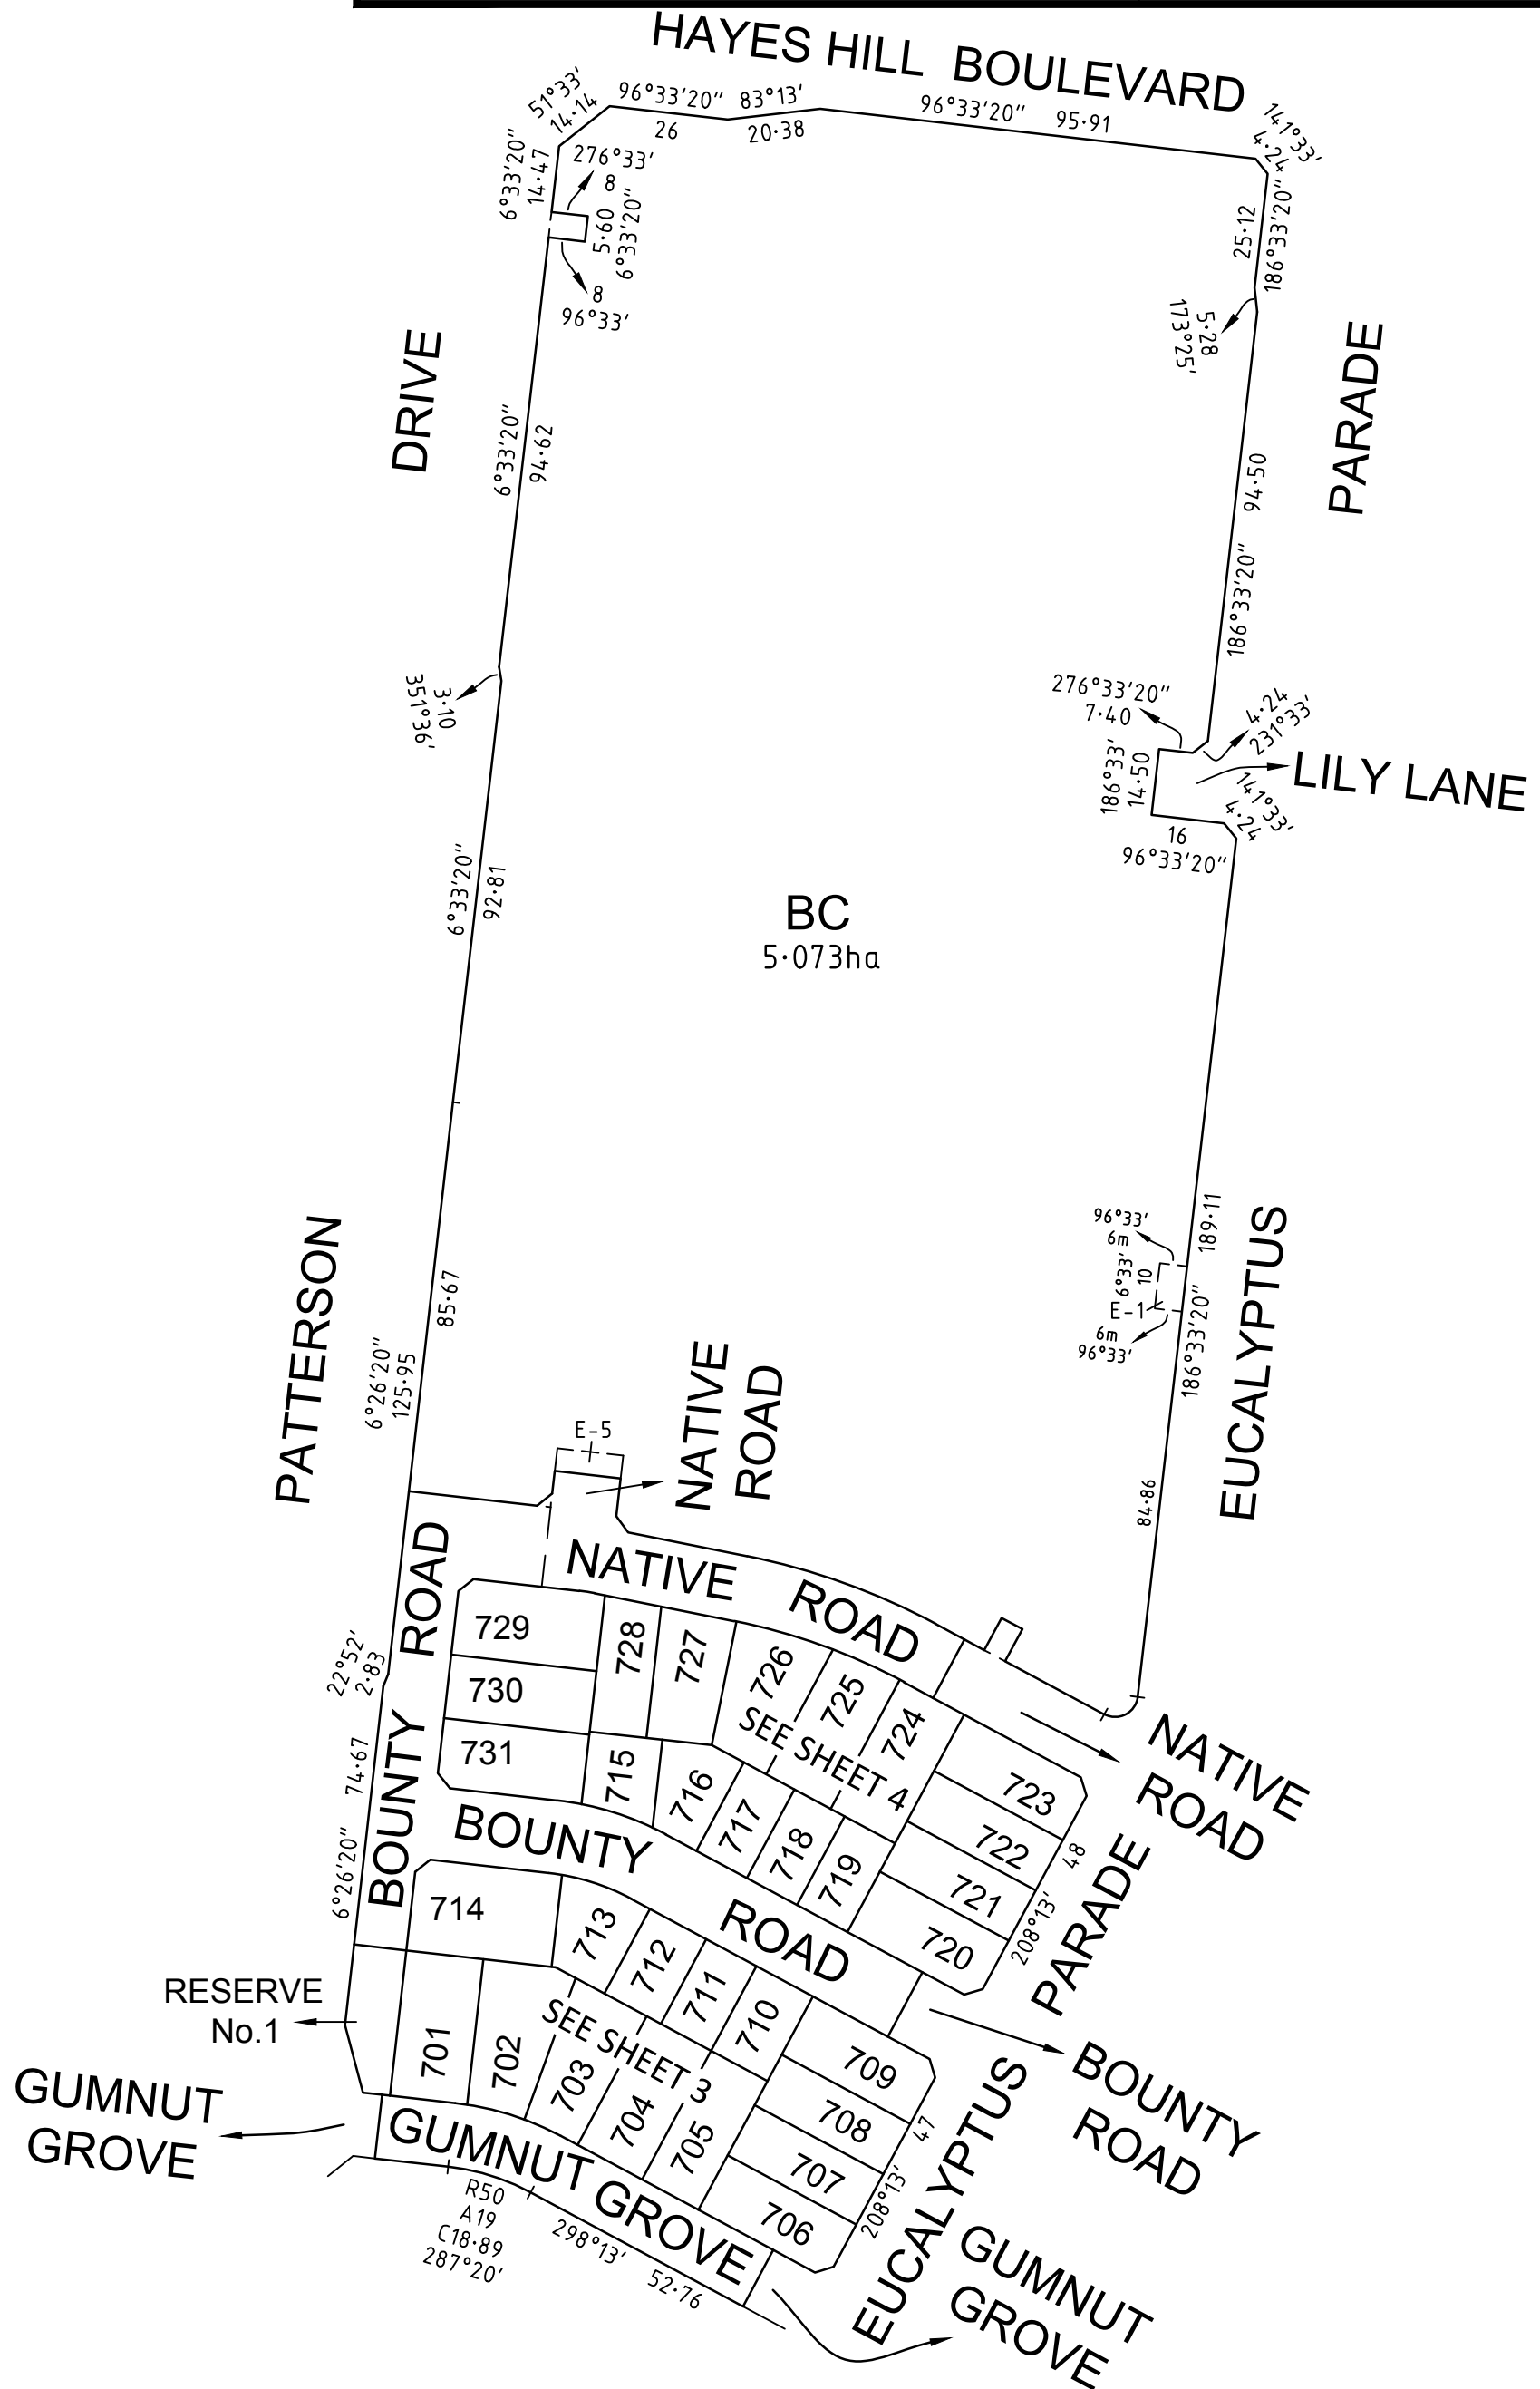 HAYES HILL BOULEVARD
51°33'
14·14
96°33'20" 83°13'
26
20·38
96°33'20" 95·91
141°33'
4·24
6°33'20"
14·47
276°33'
8
5·60
6°33'20"
8
96°33'
25·12
186°33'20"
5·28
173°25'
DRIVE
PARADE
6°33'20"
94·62
94·50
186°33'20"
3·10
351°36'
276°33'20"
7·40
4·24
231°33'
186°33'
14·50
LILY LANE
141°33'
4·24
16
96°33'20"
6°33'20"
92·81
BC
5·073ha
PATTERSON
85·67
6°26'20"
125·95
96°33'
6m
6°33'
10
E-1
6m
96°33'
189·11
186°33'20"
EUCALYPTUS
84·86
E-5
NATIVE
ROAD
NATIVE ROAD
BOUNTY ROAD
22°52'
2·83
729
728
727
726
725
724
730
731
SEE SHEET 4
723
722
721
720
715
716
717
718
719
48
208°13'
NATIVE
ROAD
74·67
6°26'20"
BOUNTY
ROAD
714
713
712
711
710
709
708
707
706
RESERVE
No.1
701
702
703
704
705
SEE SHEET 3
47
208°13'
EUCALYPTUS PARADE
BOUNTY
ROAD
GUMNUT
GROVE
GUMNUT GROVE
R50
A19
C18·89
287°20'
298°13'
52·76
GUMNUT
GROVE